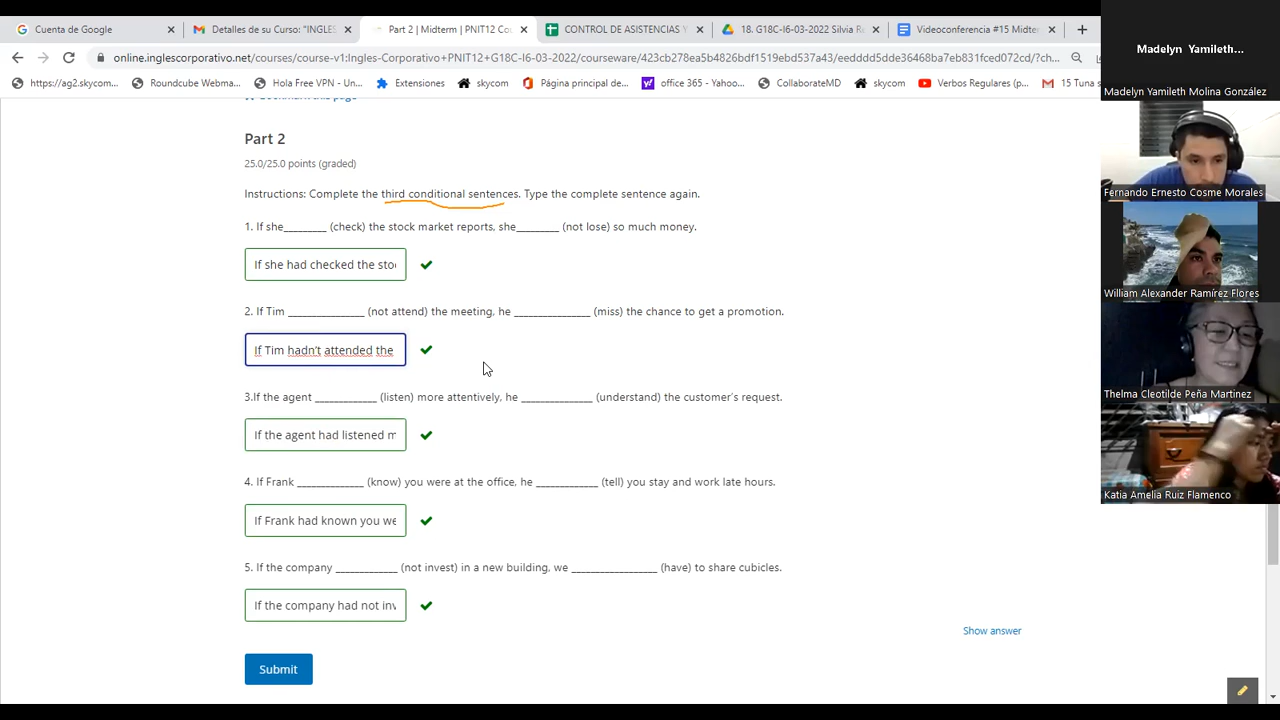 Cuenta de Google
Detalles de su Curso: "INGLES
Part 2 | Midterm | PNIT12 Co
CONTROL DE ASISTENCIAS Y
18. G18C-I6-03-2022 Silvia R
Videoconferencia #15 Midte
online.inglescorporativo.net/courses/course-v1:Ingles-Corporativo+PNIT12+G18C-I6-03-2022/courseware/423cb278ea5b4826bdf1519ebd537a43/eedddd5dde36468ba7eb831fced072cd/?ch...
https://ag2.skycom...
Roundcube Webma...
Hola Free VPN - Un...
Extensiones
skycom
Página principal de...
office 365 - Yahoo...
CollaborateMD
skycom
Verbos Regulares (p...
15 Tuna s
Bookmark this page
Part 2
25.0/25.0 points (graded)
Instructions: Complete the third conditional sentences. Type the complete sentence again.
1. If she_________ (check) the stock market reports, she_________ (not lose) so much money.
If she had checked the sto
2. If Tim ________________ (not attend) the meeting, he ________________ (miss) the chance to get a promotion.
If Tim hadn't attended the
3.If the agent _____________ (listen) more attentively, he _______________ (understand) the customer's request.
If the agent had listened m
4. If Frank ______________ (know) you were at the office, he _____________ (tell) you stay and work late hours.
If Frank had known you we
5. If the company _____________ (not invest) in a new building, we __________________ (have) to share cubicles.
If the company had not inv
Show answer
Submit
Madelyn Yamileth...
Madelyn Yamileth Molina González
Fernando Ernesto Cosme Morales
William Alexander Ramírez Flores
Thelma Cleotilde Peña Martinez
Katia Amelia Ruiz Flamenco